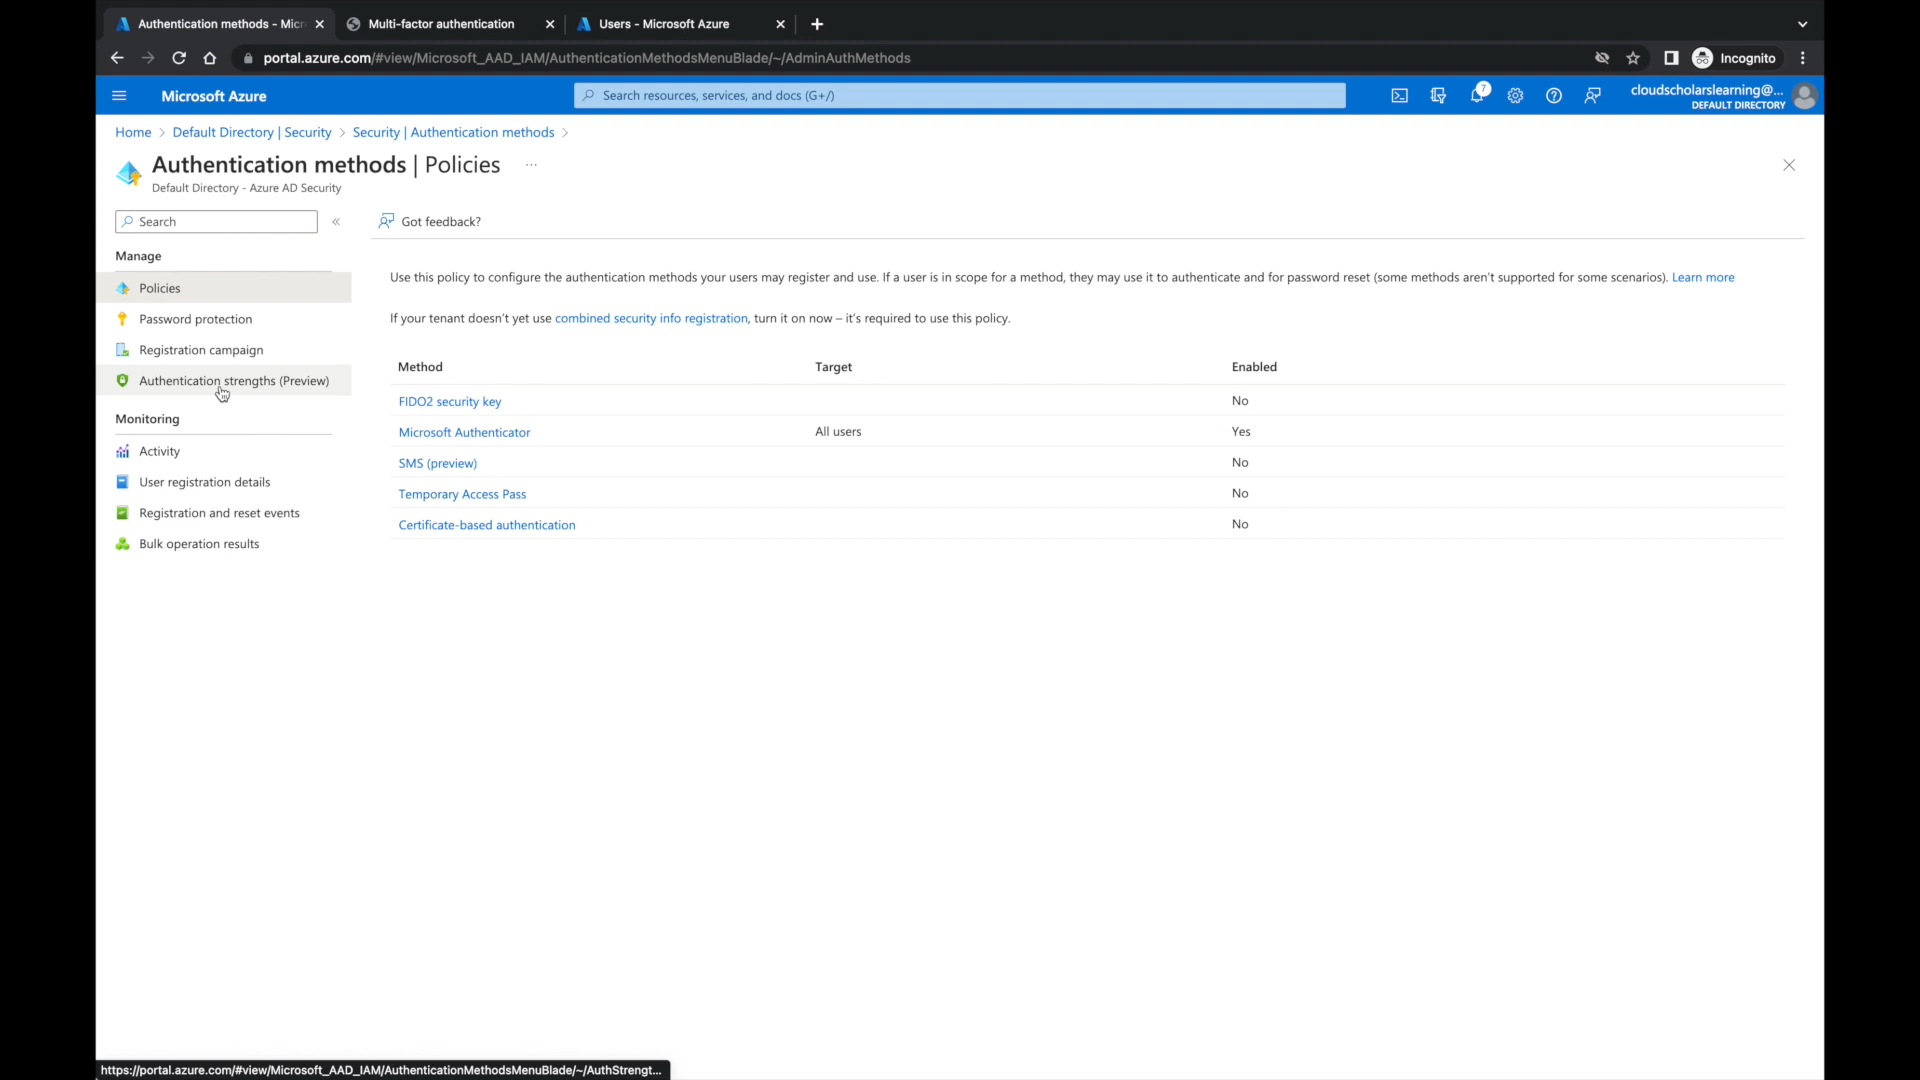 Authentication methods - Micr
Multi-factor authentication
Users - Microsoft Azure
portal.azure.com/#view/Microsoft_AAD_IAM/AuthenticationMethodsMenuBlade/~/AdminAuthMethods
Incognito
Microsoft Azure
Search resources, services, and docs (G+/)
7
cloudscholarslearning@...
DEFAULT DIRECTORY
Home > Default Directory | Security > Security | Authentication methods >
Authentication methods | Policies ...
Default Directory - Azure AD Security
Search «
Got feedback?
Manage
Policies
Password protection
Registration campaign
Authentication strengths (Preview)
Monitoring
Activity
User registration details
Registration and reset events
Bulk operation results
Use this policy to configure the authentication methods your users may register and use. If a user is in scope for a method, they may use it to authenticate and for password reset (some methods aren't supported for some scenarios). Learn more
If your tenant doesn't yet use combined security info registration, turn it on now – it's required to use this policy.
Method Target Enabled
FIDO2 security key No
Microsoft Authenticator All users Yes
SMS (preview) No
Temporary Access Pass No
Certificate-based authentication No
https://portal.azure.com/#view/Microsoft_AAD_IAM/AuthenticationMethodsMenuBlade/~/AuthStrengt...